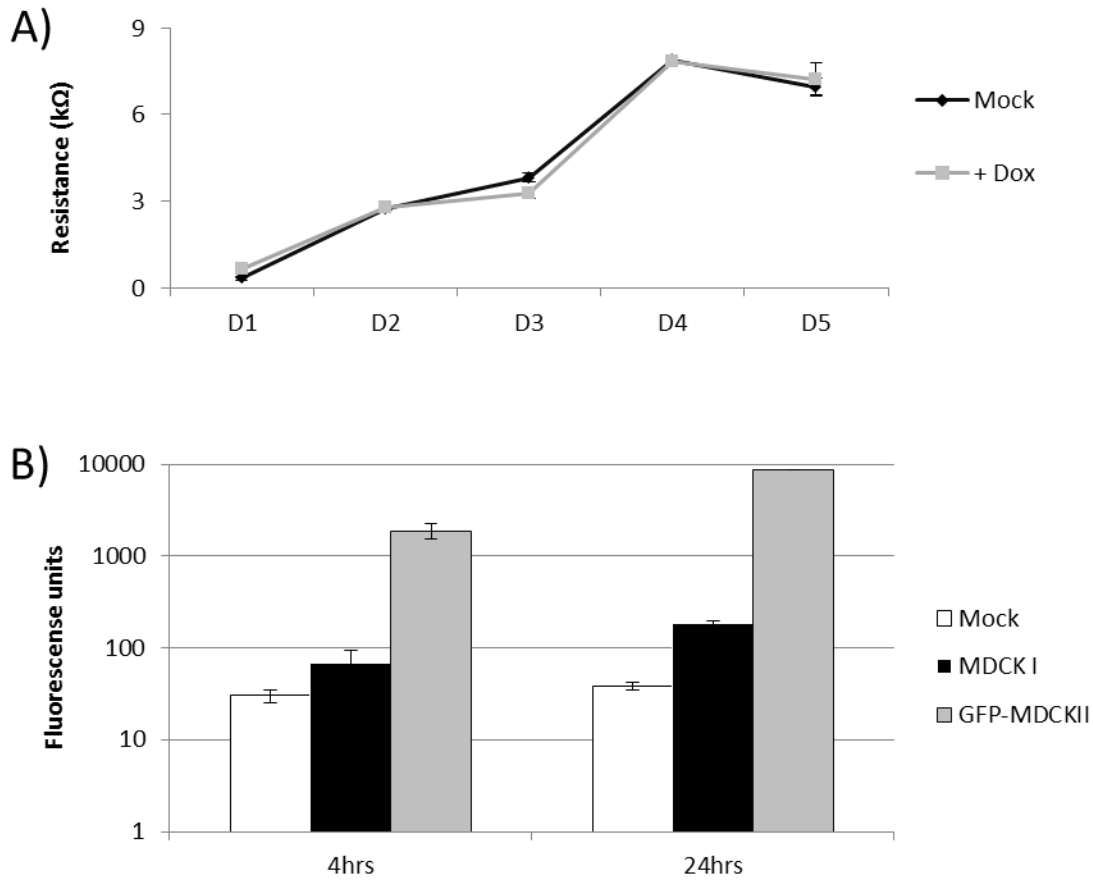 A)
Resistance (kΩ)
9
6
3
0
D1 D2 D3 D4 D5
Mock
+ Dox
B)
Fluorescense units
10000
1000
100
10
1
4hrs 24hrs
Mock
MDCK I
GFP-MDCKII